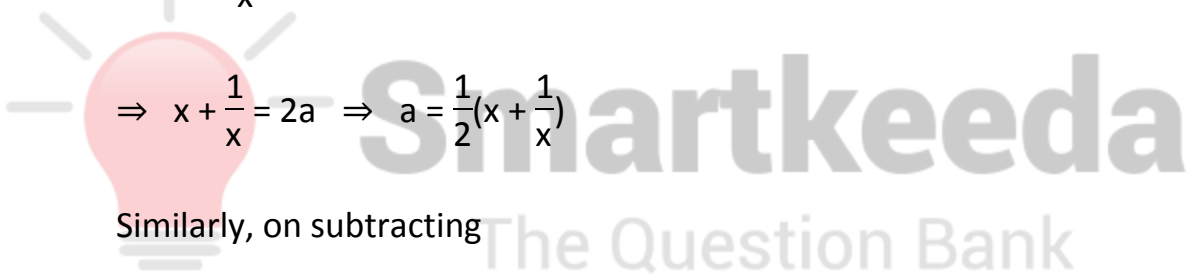 x
⇒ x + 1/x = 2a ⇒ a = 1/2(x + 1/x)
Smartkeeda
Similarly, on subtracting
The Question Bank